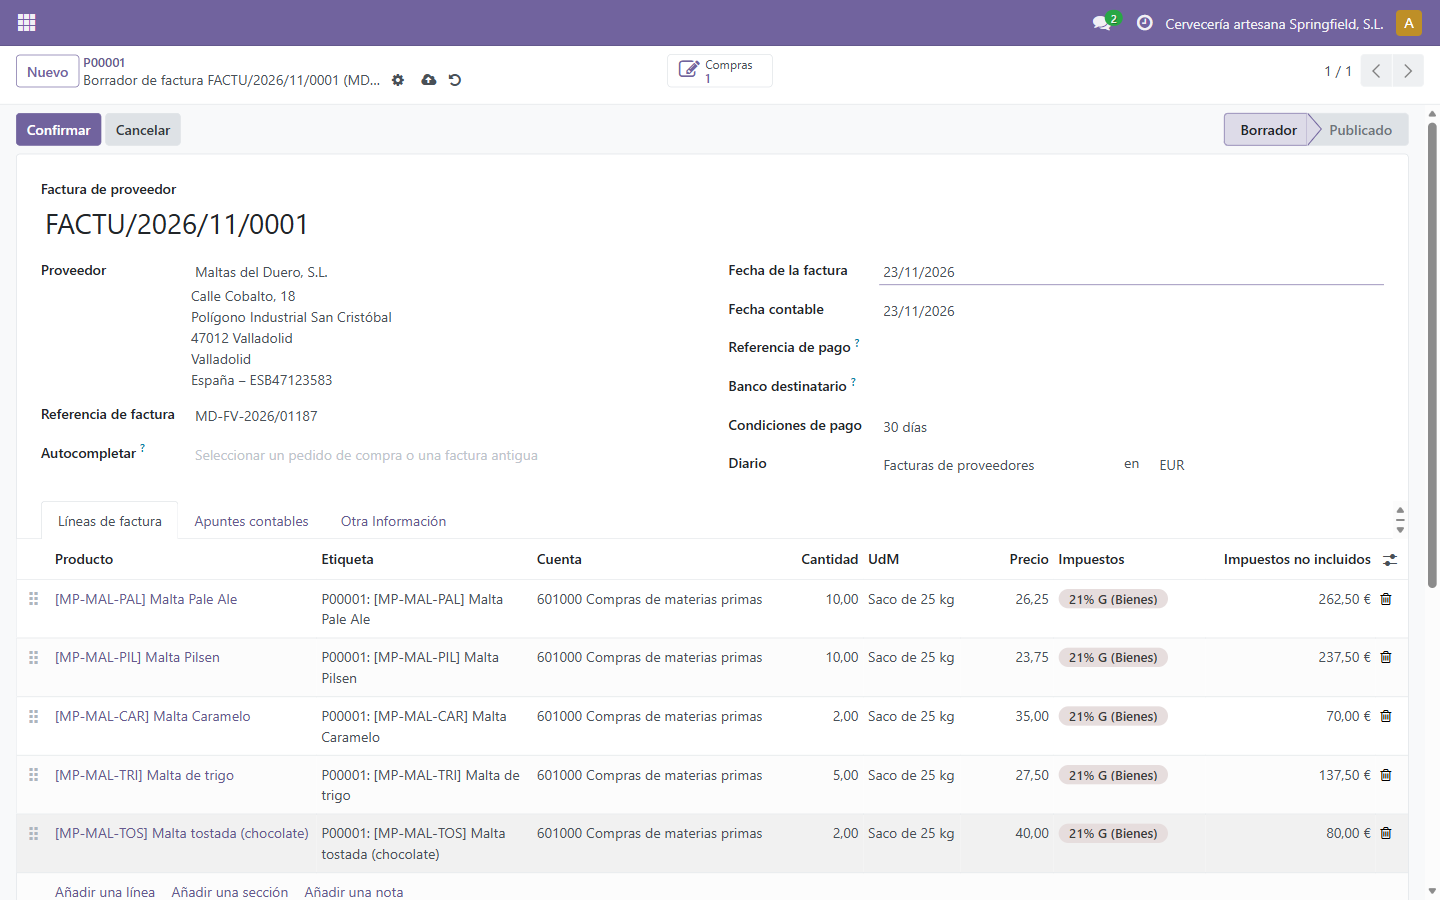 2
Cervecería artesana Springfield, S.L.
A
Nuevo
P00001
Borrador de factura FACTU/2026/11/0001 (MD...
Compras
1
1 / 1
Confirmar
Cancelar
Borrador
Publicado
Factura de proveedor
FACTU/2026/11/0001
Proveedor
Maltas del Duero, S.L.
Calle Cobalto, 18
Polígono Industrial San Cristóbal
47012 Valladolid
Valladolid
España – ESB47123583
Referencia de factura
MD-FV-2026/01187
Autocompletar ?
Seleccionar un pedido de compra o una factura antigua
Fecha de la factura
23/11/2026
Fecha contable
23/11/2026
Referencia de pago ?
Banco destinatario ?
Condiciones de pago
30 días
Diario
Facturas de proveedores en EUR
Líneas de factura
Apuntes contables
Otra Información
Producto Etiqueta Cuenta Cantidad UdM Precio Impuestos Impuestos no incluidos
[MP-MAL-PAL] Malta Pale Ale P00001: [MP-MAL-PAL] Malta 601000 Compras de materias primas 10,00 Saco de 25 kg 26,25 21% G (Bienes) 262,50 €
Pale Ale
[MP-MAL-PIL] Malta Pilsen P00001: [MP-MAL-PIL] Malta 601000 Compras de materias primas 10,00 Saco de 25 kg 23,75 21% G (Bienes) 237,50 €
Pilsen
[MP-MAL-CAR] Malta Caramelo P00001: [MP-MAL-CAR] Malta 601000 Compras de materias primas 2,00 Saco de 25 kg 35,00 21% G (Bienes) 70,00 €
Caramelo
[MP-MAL-TRI] Malta de trigo P00001: [MP-MAL-TRI] Malta de 601000 Compras de materias primas 5,00 Saco de 25 kg 27,50 21% G (Bienes) 137,50 €
trigo
[MP-MAL-TOS] Malta tostada (chocolate) P00001: [MP-MAL-TOS] Malta 601000 Compras de materias primas 2,00 Saco de 25 kg 40,00 21% G (Bienes) 80,00 €
tostada (chocolate)
Añadir una línea Añadir una sección Añadir una nota